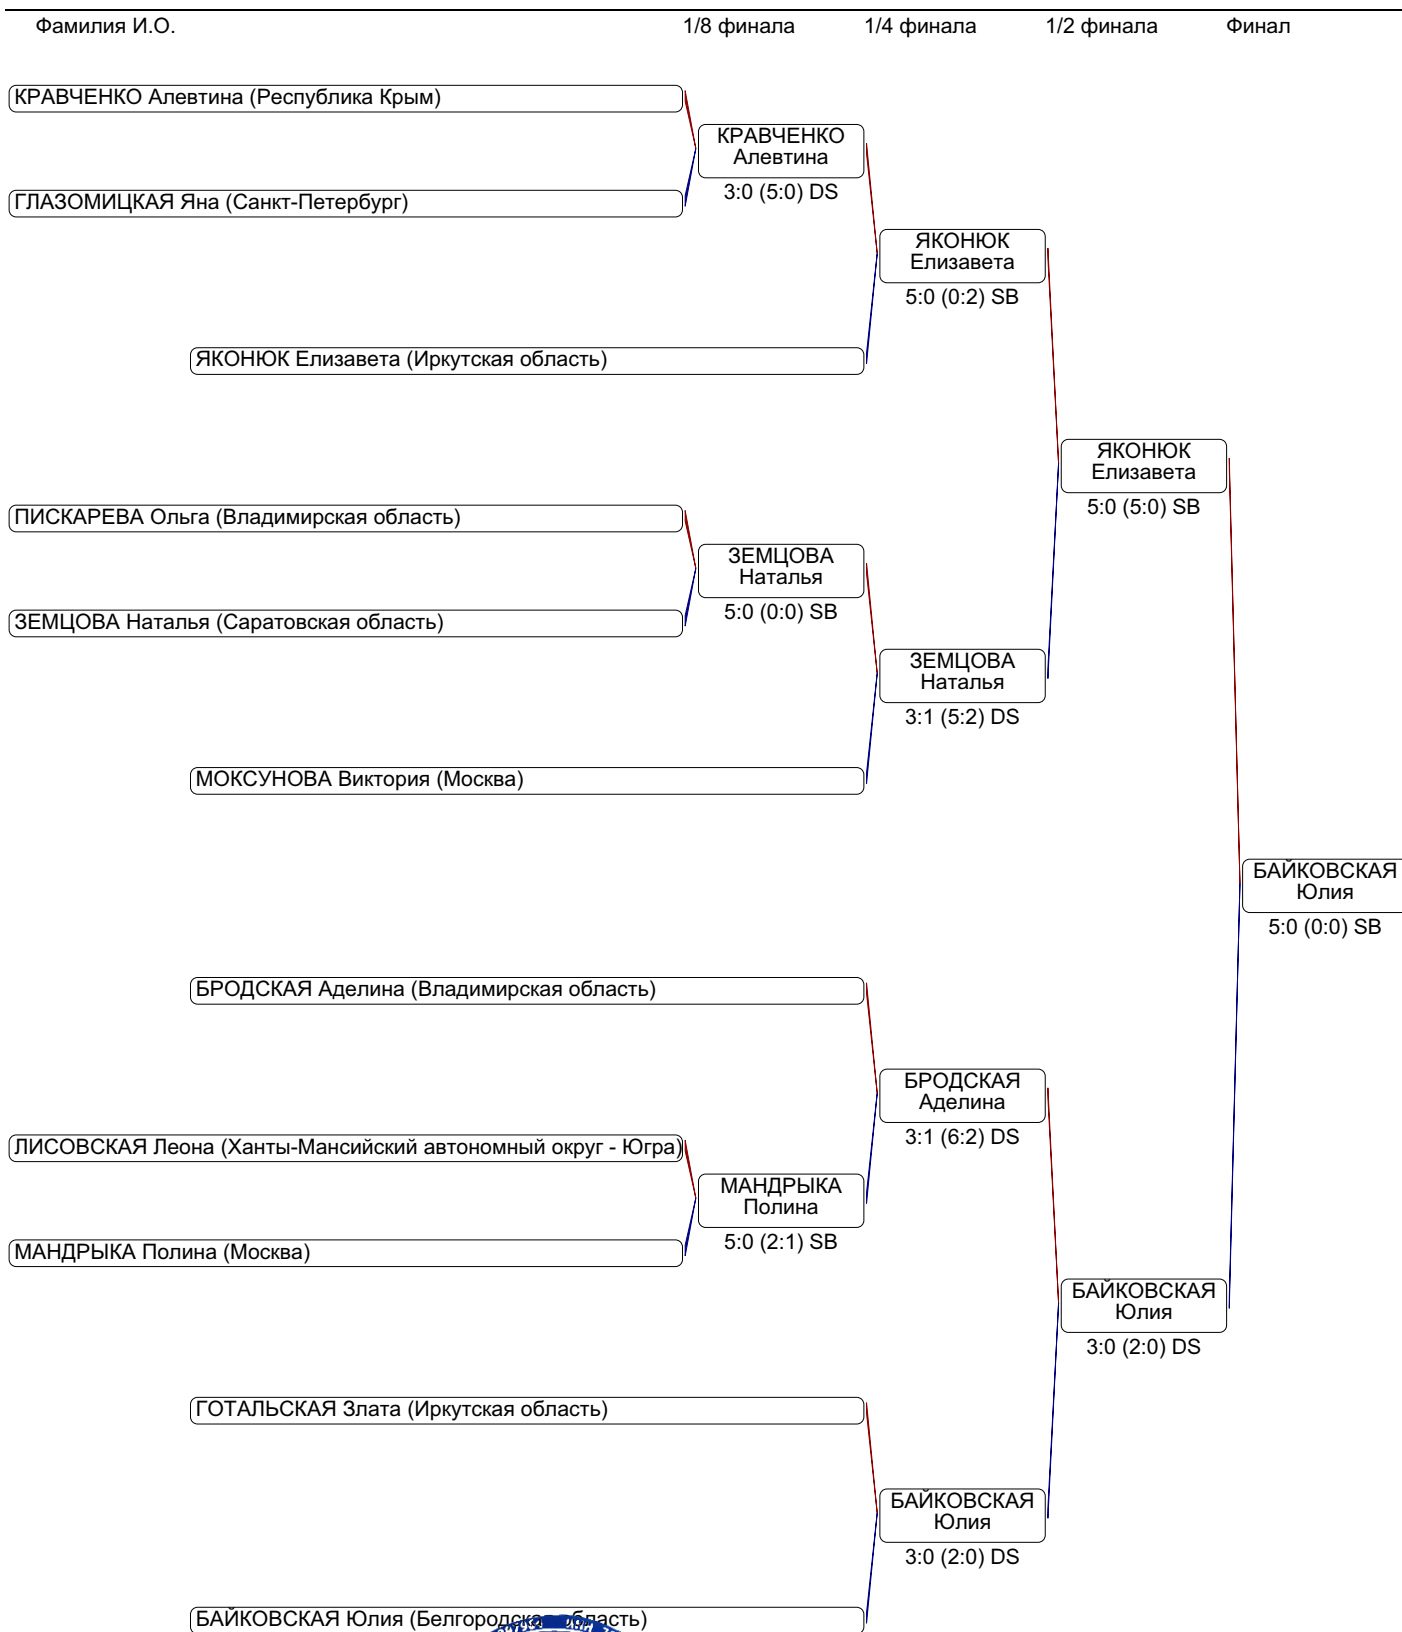 Фамилия И.О. 1/8 финала 1/4 финала 1/2 финала Финал
КРАВЧЕНКО Алевтина (Республика Крым)
КРАВЧЕНКО
Алевтина
3:0 (5:0) DS
ГЛАЗОМИЦКАЯ Яна (Санкт-Петербург)
ЯКОНЮК
Елизавета
5:0 (0:2) SB
ЯКОНЮК Елизавета (Иркутская область)
ЯКОНЮК
Елизавета
5:0 (5:0) SB
ПИСКАРЕВА Ольга (Владимирская область)
ЗЕМЦОВА
Наталья
5:0 (0:0) SB
ЗЕМЦОВА Наталья (Саратовская область)
ЗЕМЦОВА
Наталья
3:1 (5:2) DS
МОКСУНОВА Виктория (Москва)
БАЙКОВСКАЯ
Юлия
5:0 (0:0) SB
БРОДСКАЯ Аделина (Владимирская область)
БРОДСКАЯ
Аделина
3:1 (6:2) DS
ЛИСОВСКАЯ Леона (Ханты-Мансийский автономный округ - Югра)
МАНДРЫКА
Полина
5:0 (2:1) SB
МАНДРЫКА Полина (Москва)
БАЙКОВСКАЯ
Юлия
3:0 (2:0) DS
ГОТАЛЬСКАЯ Злата (Иркутская область)
БАЙКОВСКАЯ
Юлия
3:0 (2:0) DS
БАЙКОВСКАЯ Юлия (Белгородская область)